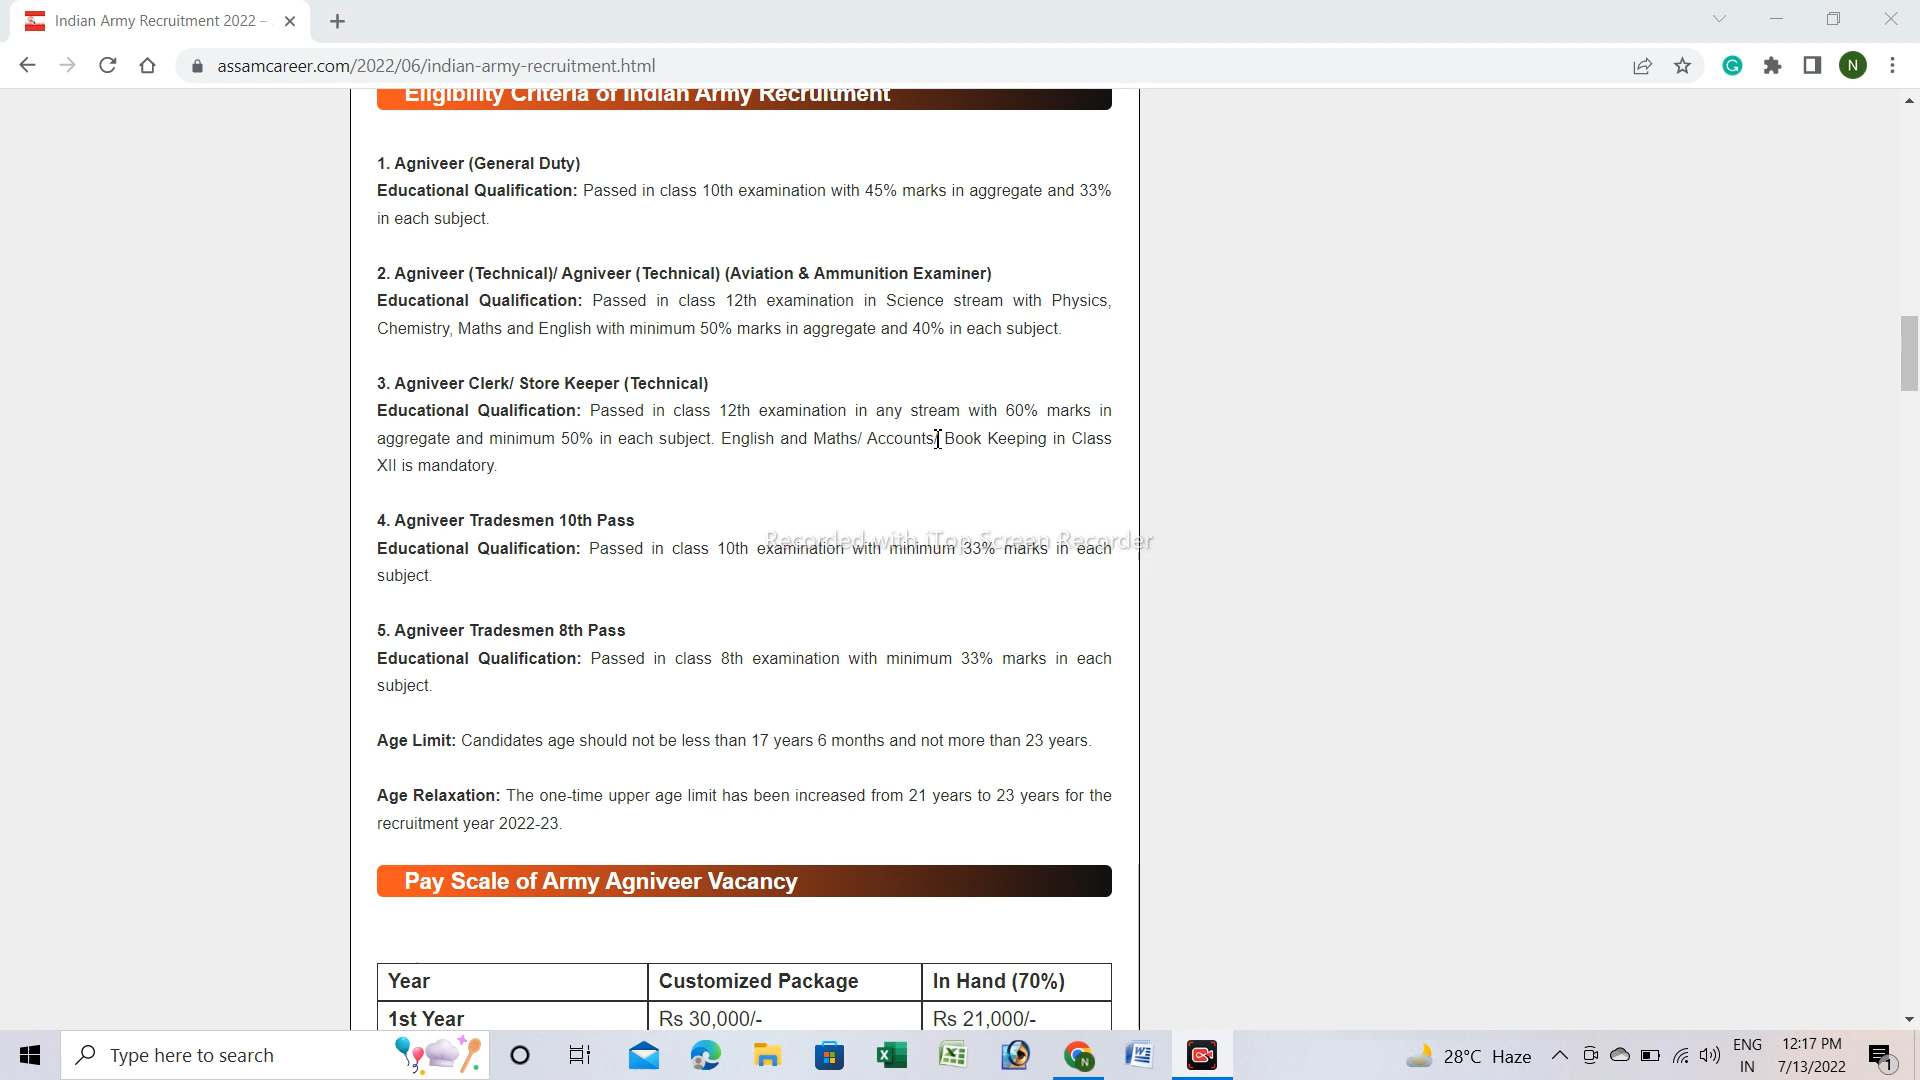 Indian Army Recruitment 2022 –
assamcareer.com/2022/06/indian-army-recruitment.html
N
Eligibility Criteria of Indian Army Recruitment
1. Agniveer (General Duty)
Educational Qualification: Passed in class 10th examination with 45% marks in aggregate and 33%
in each subject.
2. Agniveer (Technical)/ Agniveer (Technical) (Aviation & Ammunition Examiner)
Educational Qualification: Passed in class 12th examination in Science stream with Physics,
Chemistry, Maths and English with minimum 50% marks in aggregate and 40% in each subject.
3. Agniveer Clerk/ Store Keeper (Technical)
Educational Qualification: Passed in class 12th examination in any stream with 60% marks in
aggregate and minimum 50% in each subject. English and Maths/ Accounts/ Book Keeping in Class
XII is mandatory.
4. Agniveer Tradesmen 10th Pass
Recorded with iTop Screen Recorder
Educational Qualification: Passed in class 10th examination with minimum 33% marks in each
subject.
5. Agniveer Tradesmen 8th Pass
Educational Qualification: Passed in class 8th examination with minimum 33% marks in each
subject.
Age Limit: Candidates age should not be less than 17 years 6 months and not more than 23 years.
Age Relaxation: The one-time upper age limit has been increased from 21 years to 23 years for the
recruitment year 2022-23.
Pay Scale of Army Agniveer Vacancy
Year Customized Package In Hand (70%)
1st Year Rs 30,000/- Rs 21,000/-
Type here to search
28°C Haze
ENG
IN
12:17 PM
7/13/2022
1